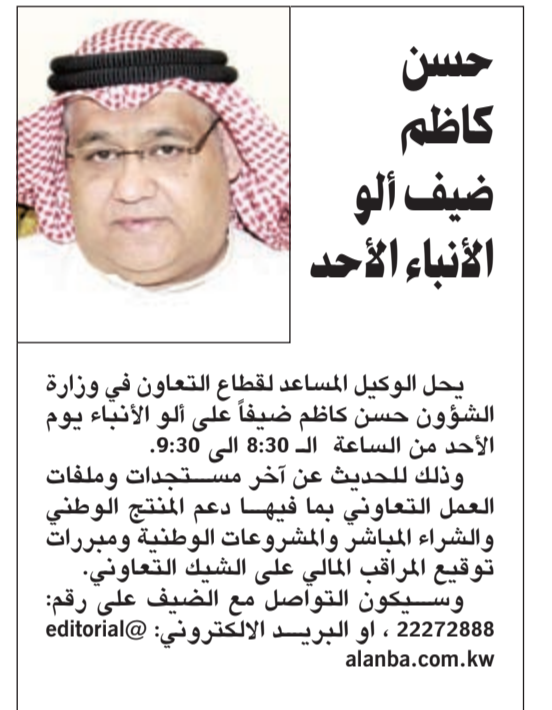 حسن
كاظم
ضيف ألو
الأنباء الأحد
يحل الوكيل المساعد لقطاع التعاون في وزارة
الشؤون حسن كاظم ضيفاً على ألو الأنباء يوم
الأحد من الساعة الـ 8:30 الى 9:30.
وذلك للحديث عن آخر مستجدات وملفات
العمل التعاوني بما فيها دعم المنتج الوطني
والشراء المباشر والمشروعات الوطنية ومبررات
توقيع المراقب المالي على الشيك التعاوني.
وسيكون التواصل مع الضيف على رقم:
22272888 ، او البريد الالكتروني: @editorial
alanba.com.kw